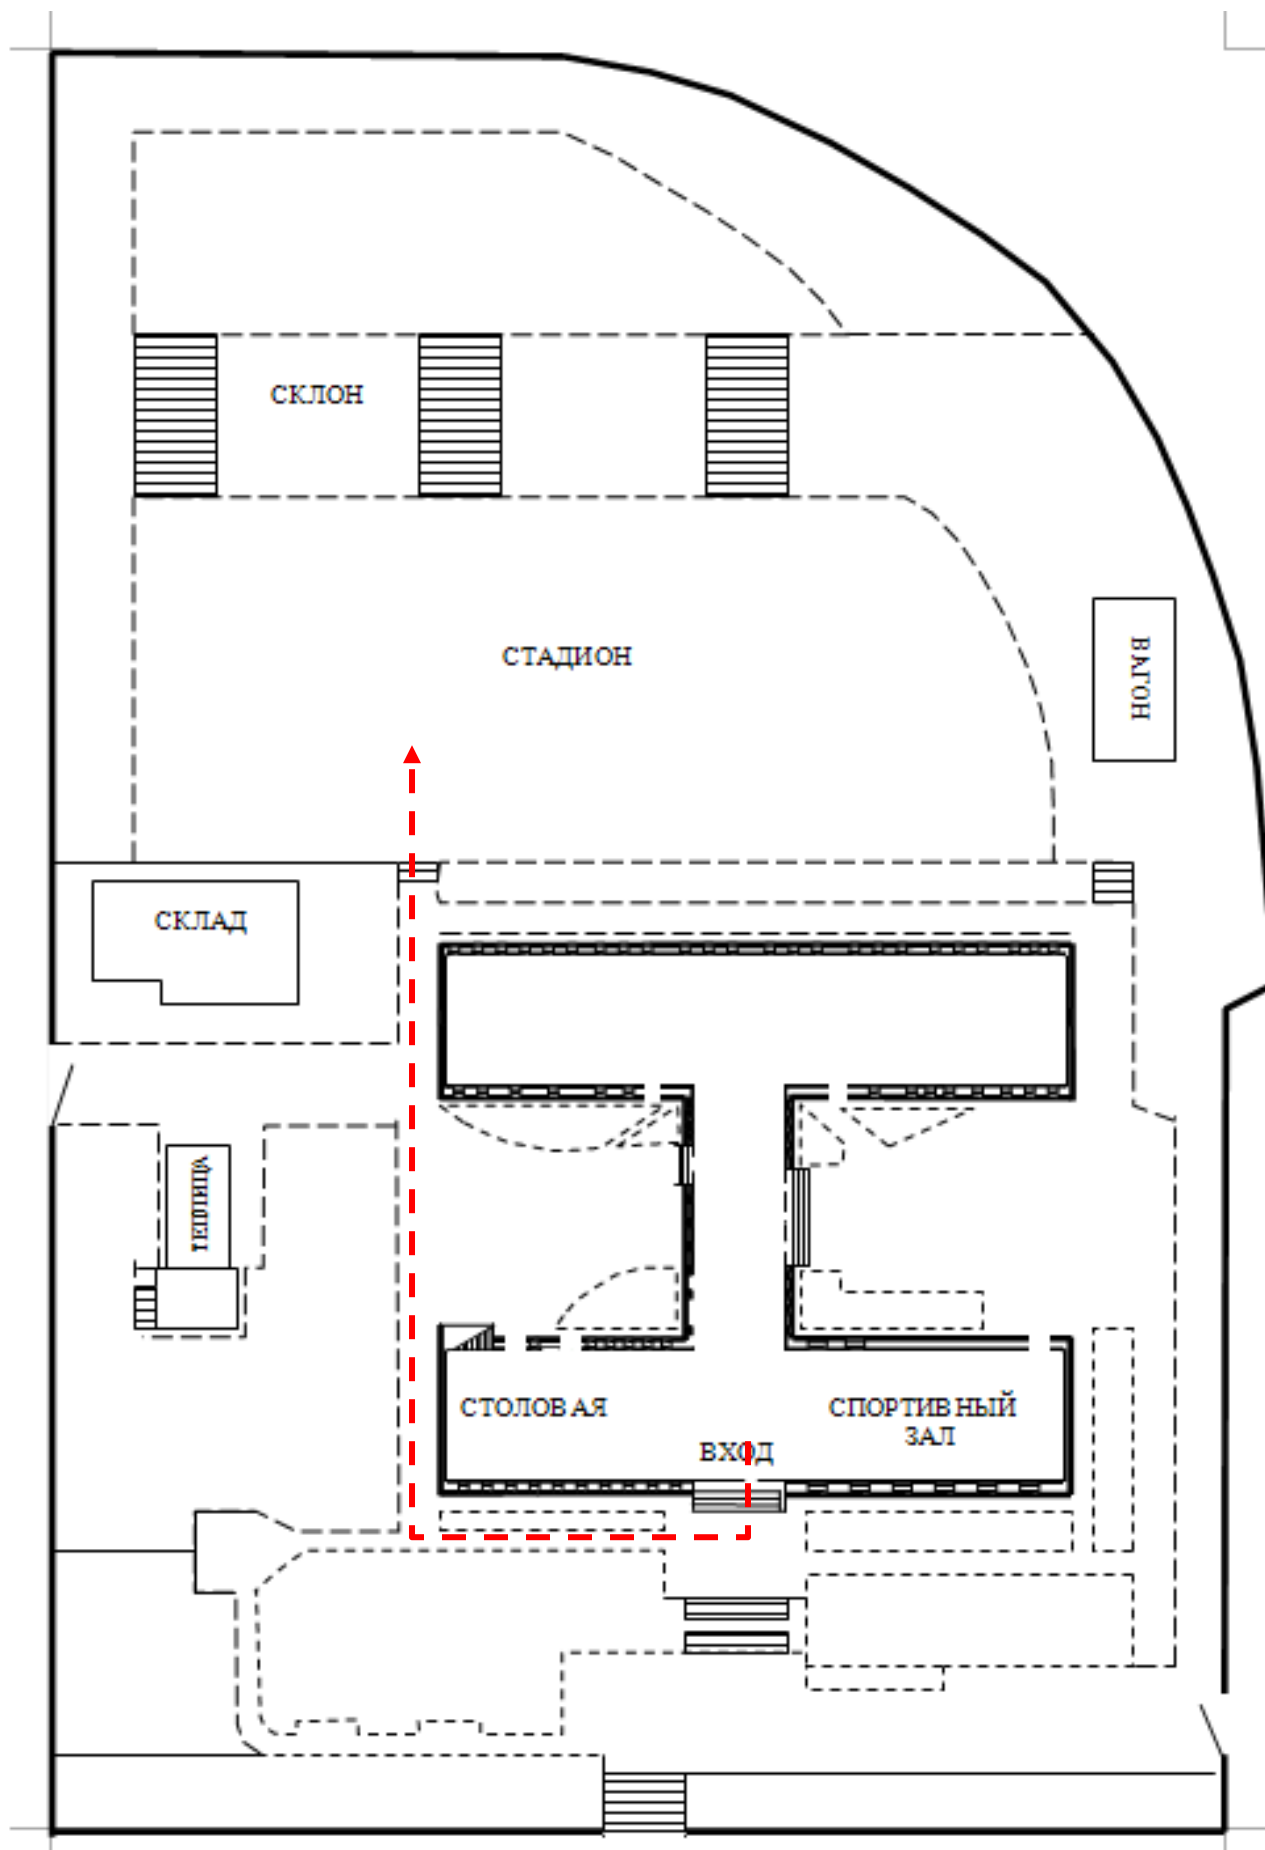 СКЛОН
СТАДИОН
ВАГОН
СКЛАД
ТЕПЛИЦА
СТОЛОВАЯ
СПОРТИВНЫЙ
ЗАЛ
ВХОД